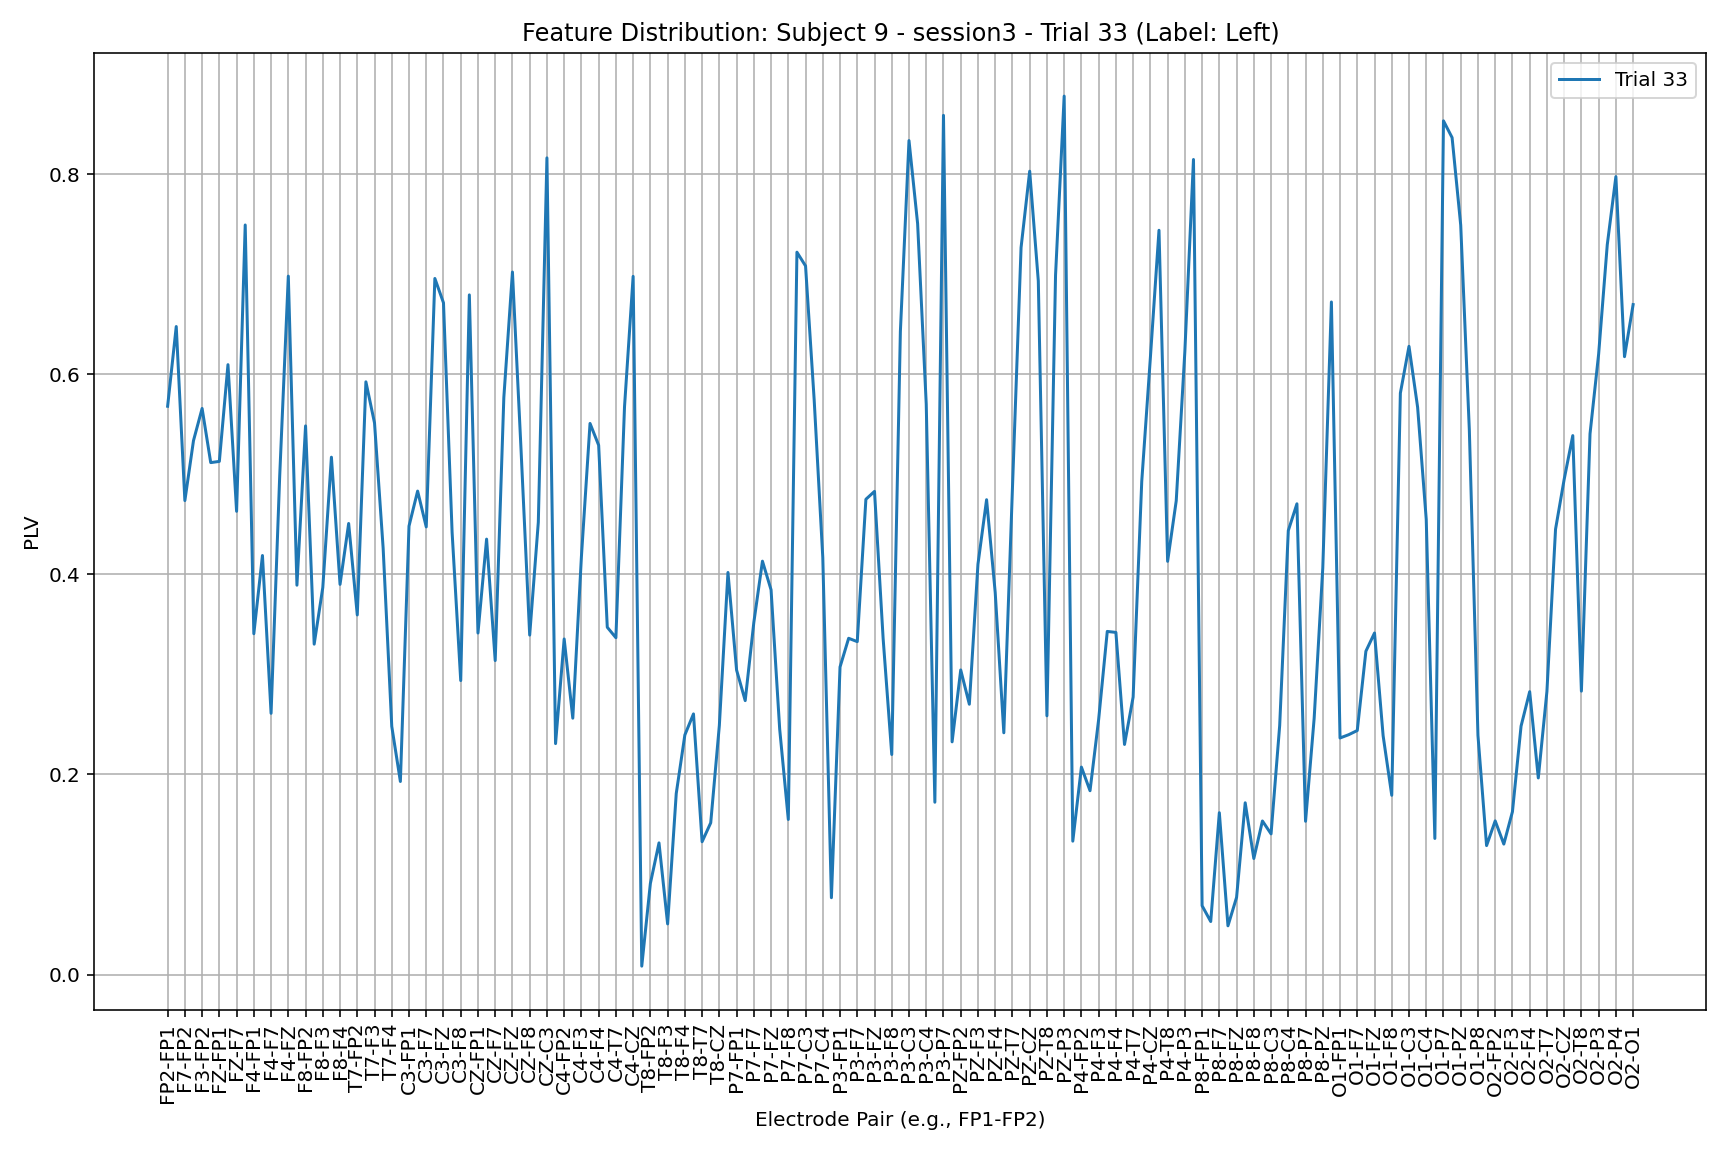 Feature Distribution: Subject 9 - session3 - Trial 33 (Label: Left)
Trial 33
PLV
0.8
0.6
0.4
0.2
0.0
FP2-FP1
F7-FP2
F3-FP2
FZ-FP1
FZ-F7
F4-FP1
F4-F7
F4-FZ
F8-FP2
F8-F3
F8-F4
T7-FP2
T7-F3
T7-F4
C3-FP1
C3-F7
C3-FZ
C3-F8
CZ-FP1
CZ-F7
CZ-FZ
CZ-F8
CZ-C3
C4-FP2
C4-F3
C4-F4
C4-T7
C4-CZ
T8-FP2
T8-F3
T8-F4
T8-T7
T8-CZ
P7-FP1
P7-F7
P7-FZ
P7-F8
P7-C3
P7-C4
P3-FP1
P3-F7
P3-FZ
P3-F8
P3-C3
P3-C4
P3-P7
PZ-FP2
PZ-F3
PZ-F4
PZ-T7
PZ-CZ
PZ-T8
PZ-P3
P4-FP2
P4-F3
P4-F4
P4-T7
P4-CZ
P4-T8
P4-P3
P8-FP1
P8-F7
P8-FZ
P8-F8
P8-C3
P8-C4
P8-P7
P8-PZ
O1-FP1
O1-F7
O1-FZ
O1-F8
O1-C3
O1-C4
O1-P7
O1-PZ
O1-P8
O2-FP2
O2-F3
O2-F4
O2-T7
O2-CZ
O2-T8
O2-P3
O2-P4
O2-O1
Electrode Pair (e.g., FP1-FP2)